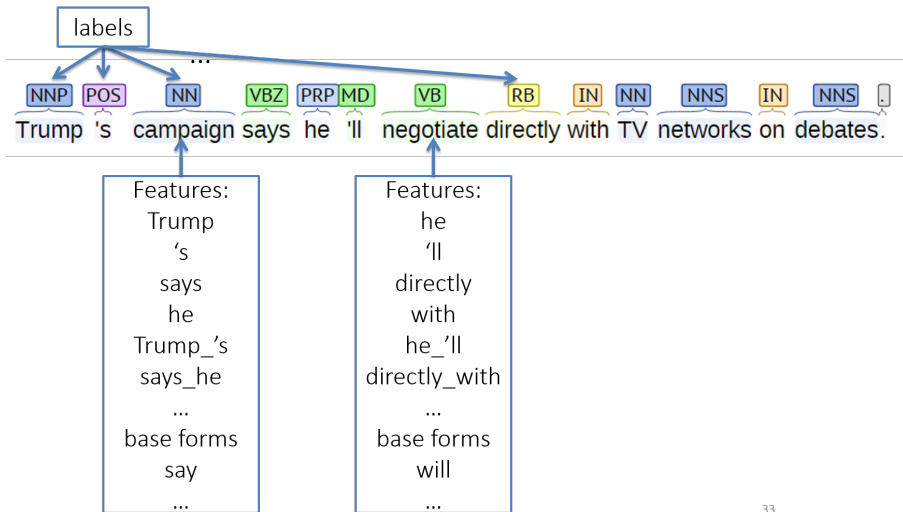 labels
...
NNP POS NN VBZ PRP MD VB RB IN NN NNS IN NNS .
Trump 's campaign says he 'll negotiate directly with TV networks on debates.
Features:
Trump
‘s
says
he
Trump_’s
says_he
...
base forms
say
...
Features:
he
‘ll
directly
with
he_’ll
directly_with
...
base forms
will
...
33